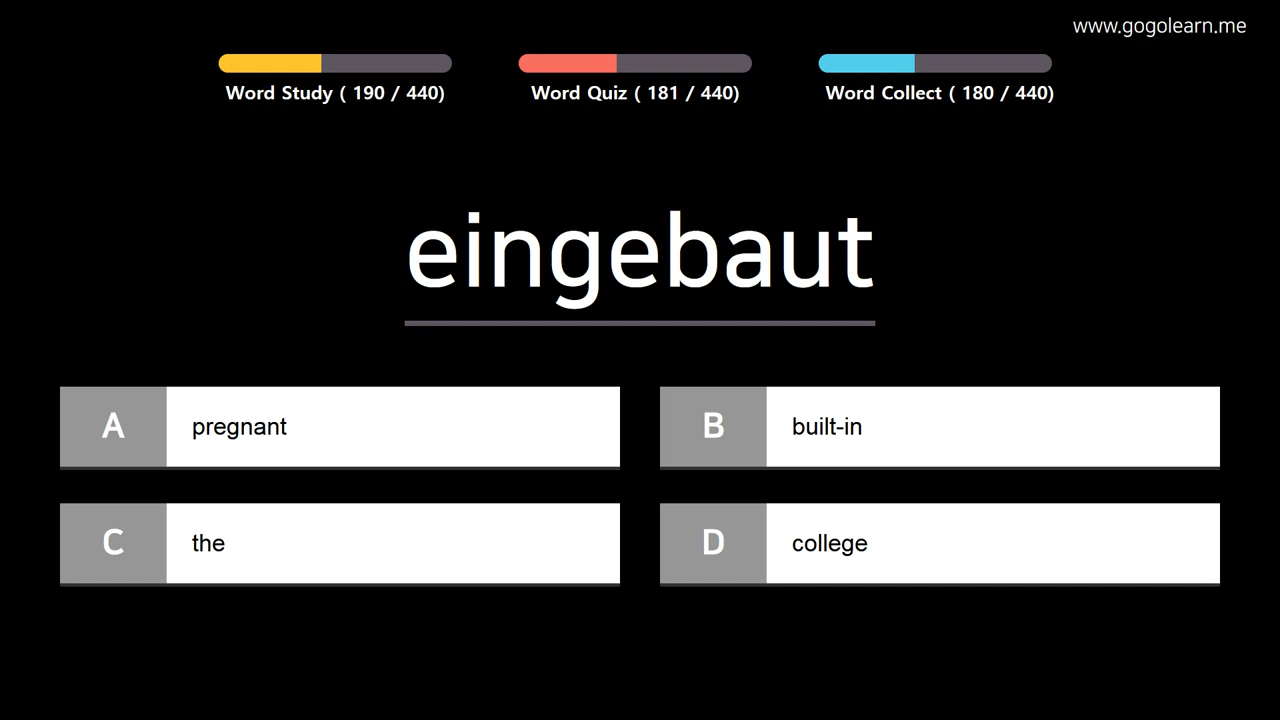 www.gogolearn.me
Word Study ( 190 / 440)
Word Quiz ( 181 / 440)
Word Collect ( 180 / 440)
eingebaut
A pregnant
B built-in
C the
D college